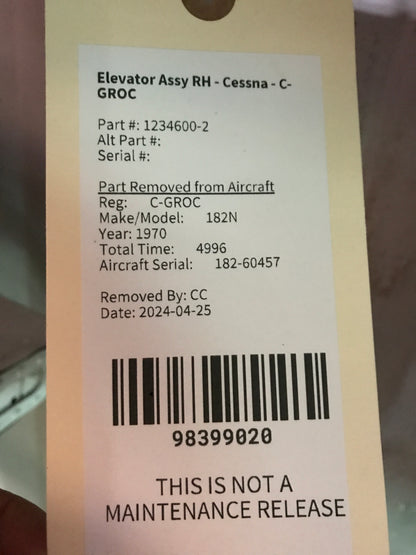 Elevator Assy RH - Cessna - C-
GROC
Part #: 1234600-2
Alt Part #:
Serial #:
Part Removed from Aircraft
Reg: C-GROC
Make/Model: 182N
Year: 1970
Total Time: 4996
Aircraft Serial: 182-60457
Removed By: CC
Date: 2024-04-25
98399020
THIS IS NOT A
MAINTENANCE RELEASE